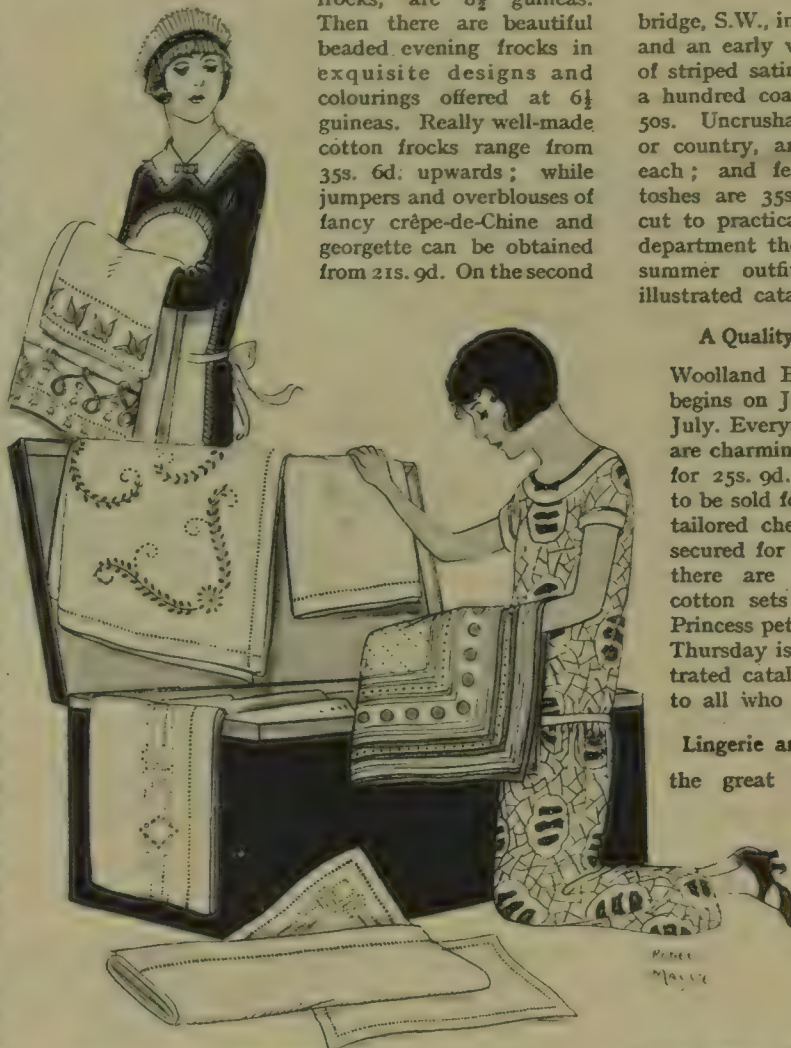 frocks, are 8½ guineas.
Then there are beautiful
beaded evening frocks in
exquisite designs and
colourings offered at 6½
guineas. Really well-made
cotton frocks range from
35s. 6d. upwards; while
jumpers and overblouses of
fancy crêpe-de-Chine and
georgette can be obtained
from 21s. 9d. On the second
bridge, S.W., in
and an early v
of striped satin
a hundred coa
50s. Uncrusha
or country, an
each; and fe
toshes are 35s
cut to practica
department the
summer outfi
illustrated cata
A Quality
Woolland B
begins on J
July. Every
are charmin
for 25s. 9d.
to be sold fo
tailored che
secured for
there are
cotton sets
Princess pet
Thursday is
trated catal
to all who
Lingerie an
the great